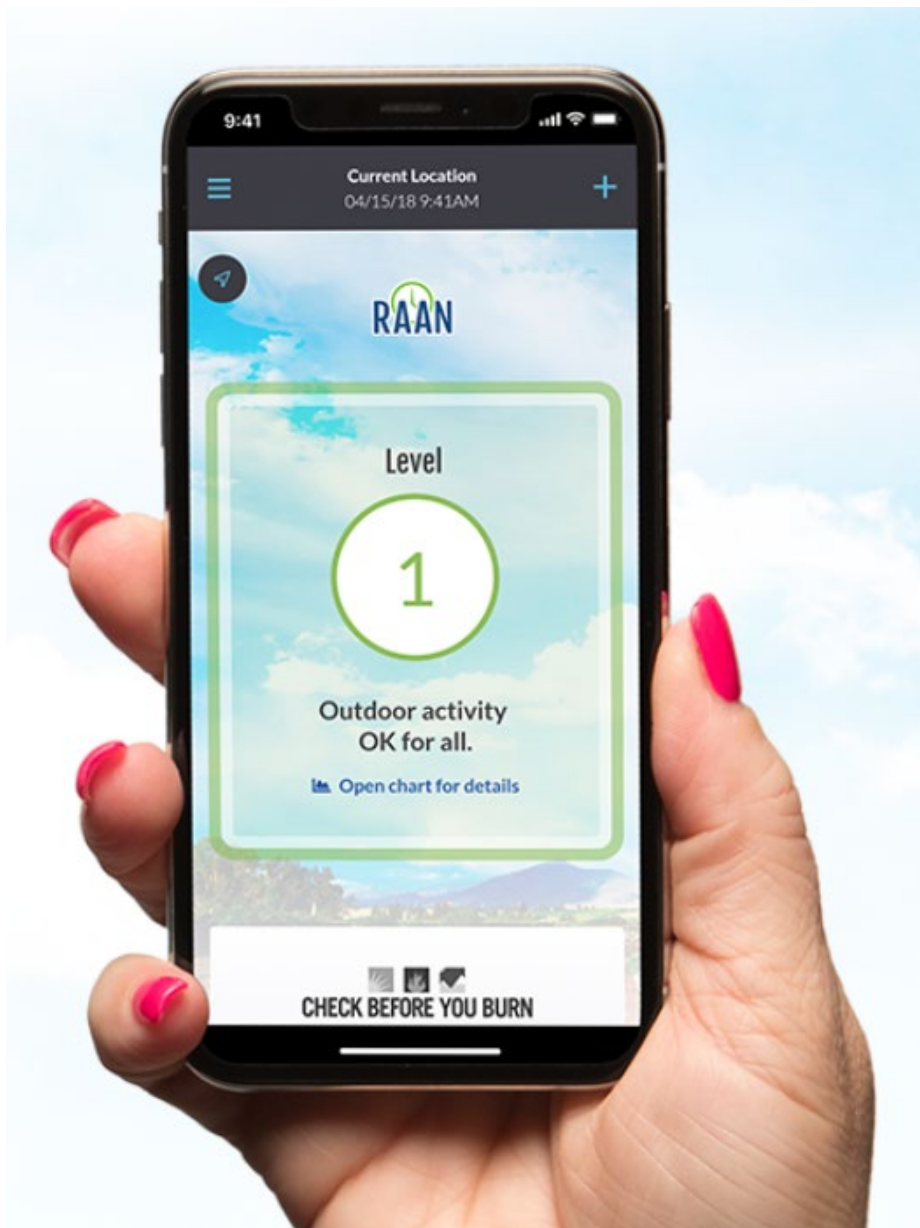 9:41
Current Location
04/15/18 9:41AM
RAAN
Level
1
Outdoor activity
OK for all.
Open chart for details
CHECK BEFORE YOU BURN